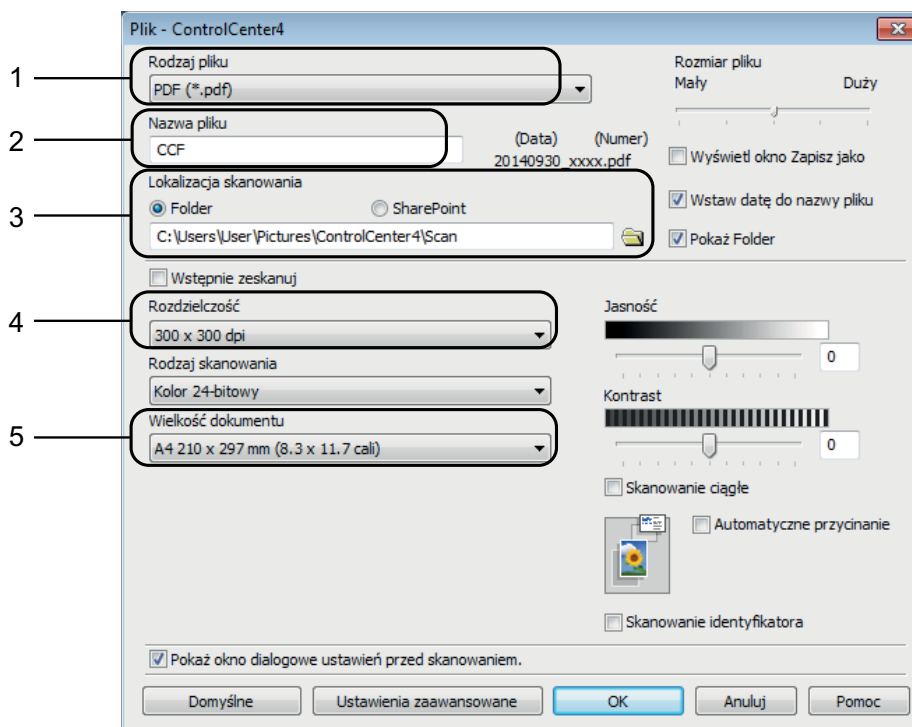 Plik - ControlCenter4
1
Rodzaj pliku
PDF (*.pdf)
Rozmiar pliku
Mały Duży
2
Nazwa pliku
CCF
(Data) (Numer)
20140930_xxxx.pdf
Wyświetl okno Zapisz jako
3
Lokalizacja skanowania
Folder SharePoint
C:\Users\User\Pictures\ControlCenter4\Scan
Wstaw datę do nazwy pliku
Pokaż Folder
Wstępnie zeskanuj
4
Rozdzielczość
300 x 300 dpi
Rodzaj skanowania
Kolor 24-bitowy
5
Wielkość dokumentu
A4 210 x 297 mm (8.3 x 11.7 cali)
Jasność
0
Kontrast
0
Skanowanie ciągłe
Automatyczne przycinanie
Skanowanie identyfikatora
Pokaż okno dialogowe ustawień przed skanowaniem.
Domyślne Ustawienia zaawansowane OK Anuluj Pomoc